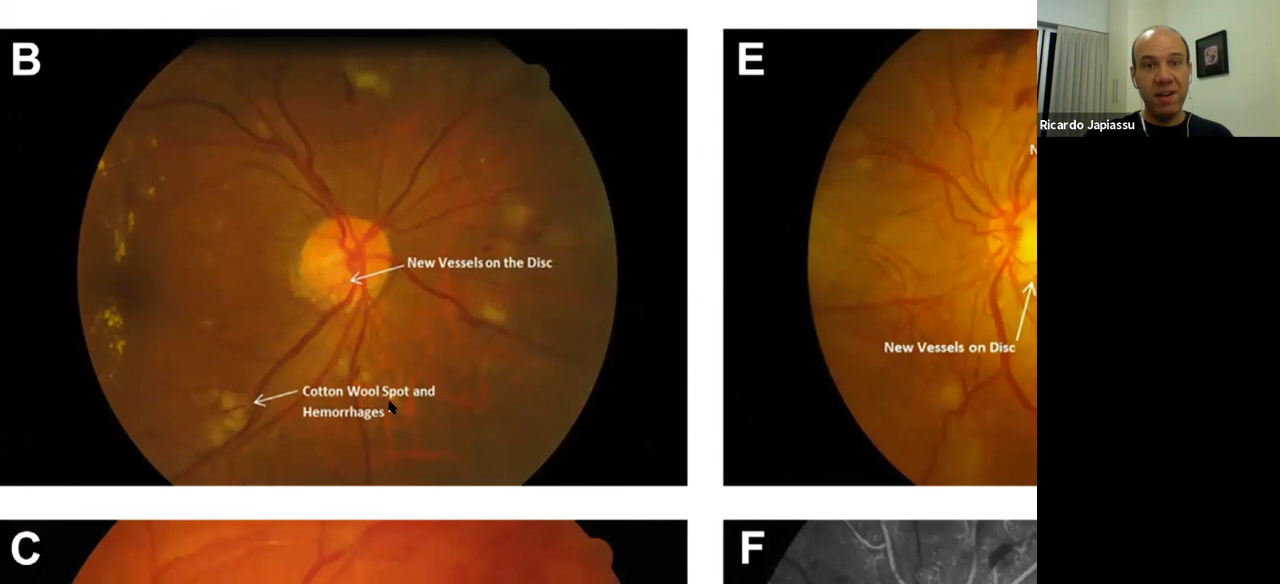 B
New Vessels on the Disc
Cotton Wool Spot and
Hemorrhages
E
N
New Vessels on Disc
Ricardo Japiassu
C
F